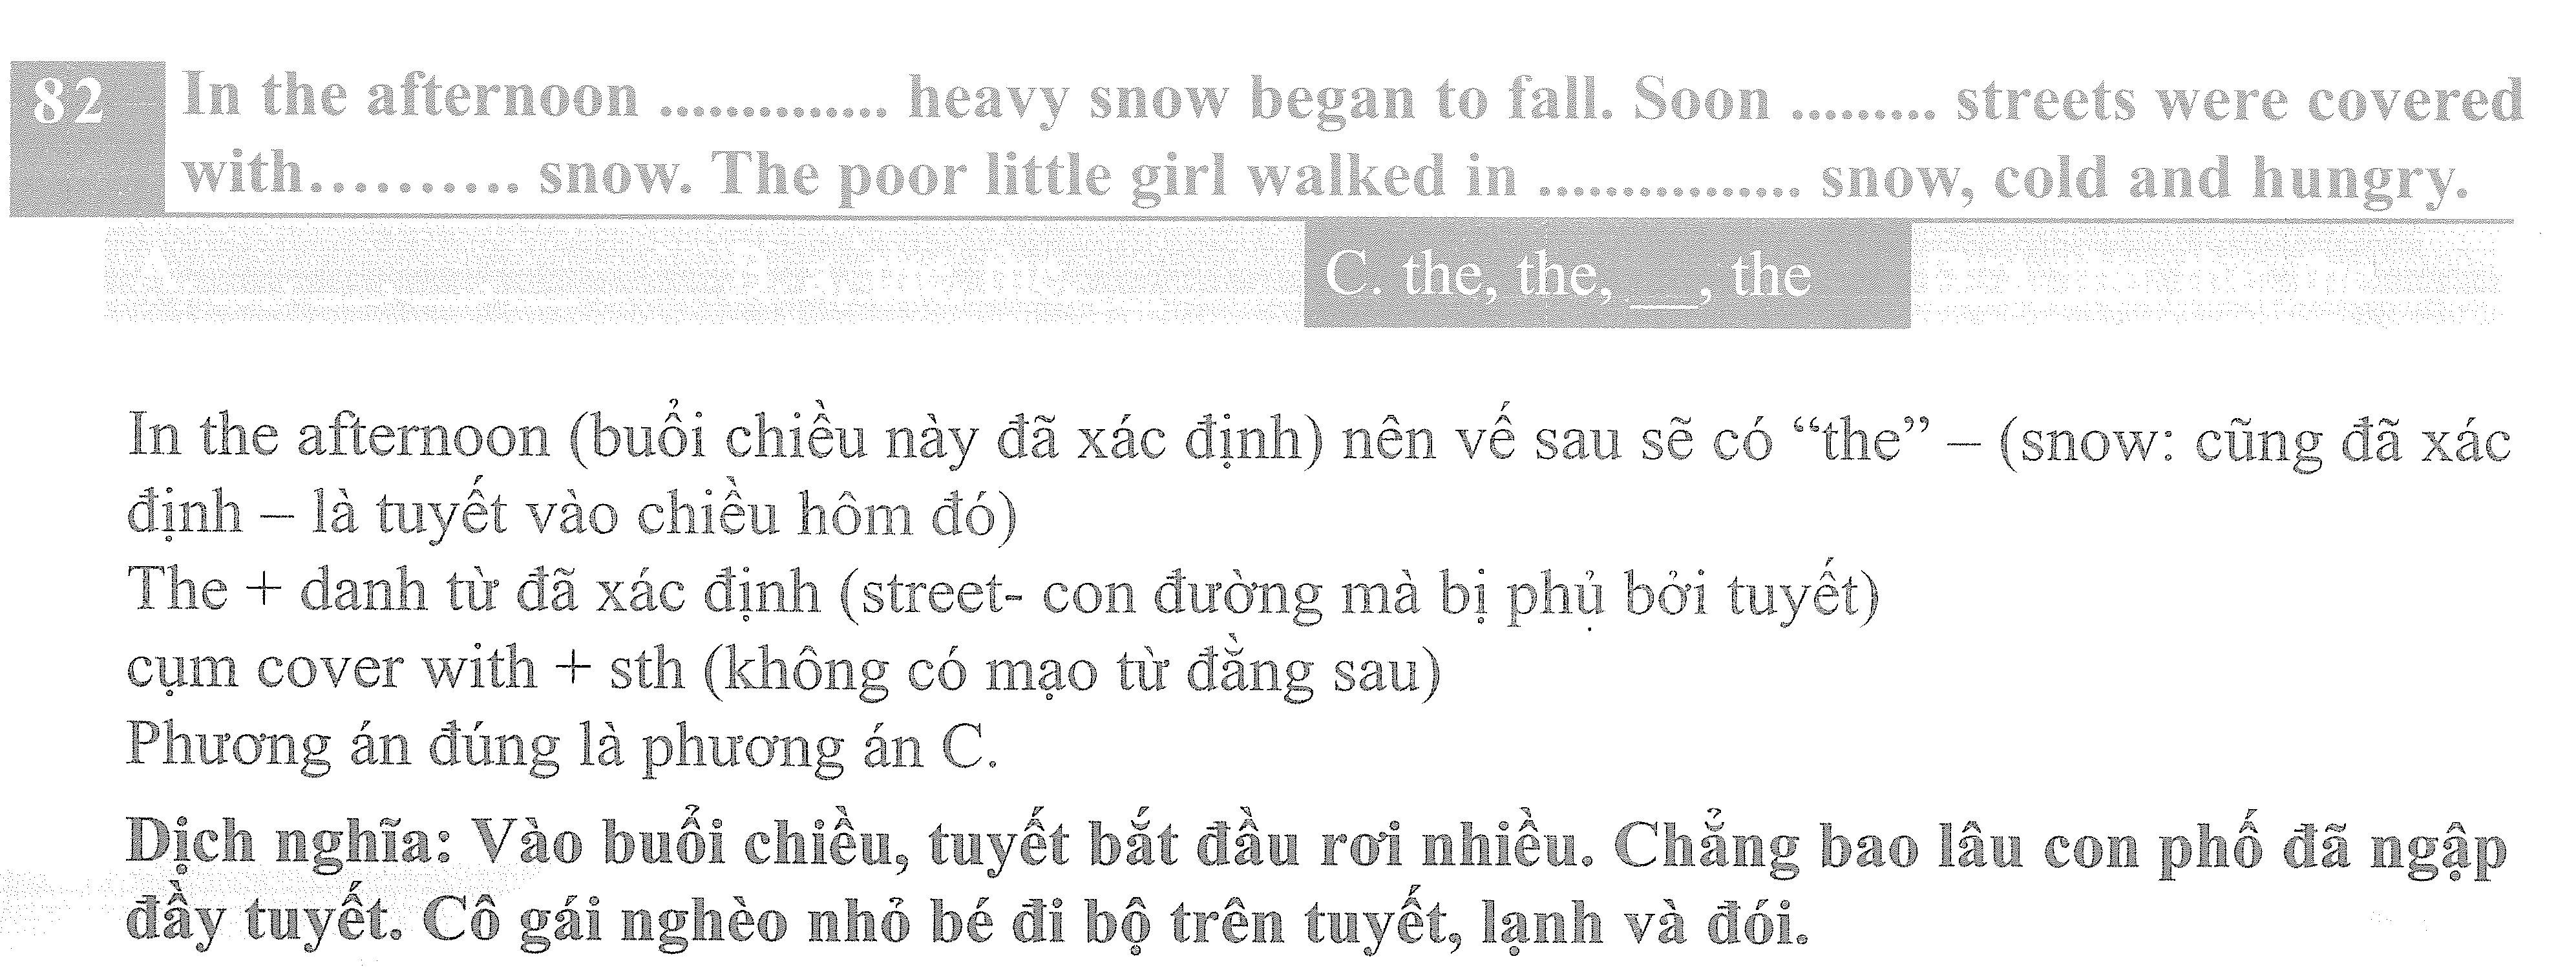 82 In the afternoon .............. heavy snow began to fall. Soon ......... streets were covered
with.......... snow. The poor little girl walked in ................ snow, cold and hungry.
C. the, the, __, the
In the afternoon (buổi chiều này đã xác định) nên vế sau sẽ có “the” – (snow: cũng đã xác
định – là tuyết vào chiều hôm đó)
The + danh từ đã xác định (street- con đường mà bị phủ bởi tuyết)
cụm cover with + sth (không có mạo từ đằng sau)
Phương án đúng là phương án C.
Dịch nghĩa: Vào buổi chiều, tuyết bắt đầu rơi nhiều. Chẳng bao lâu con phố đã ngập
đầy tuyết. Cô gái nghèo nhỏ bé đi bộ trên tuyết, lạnh và đói.